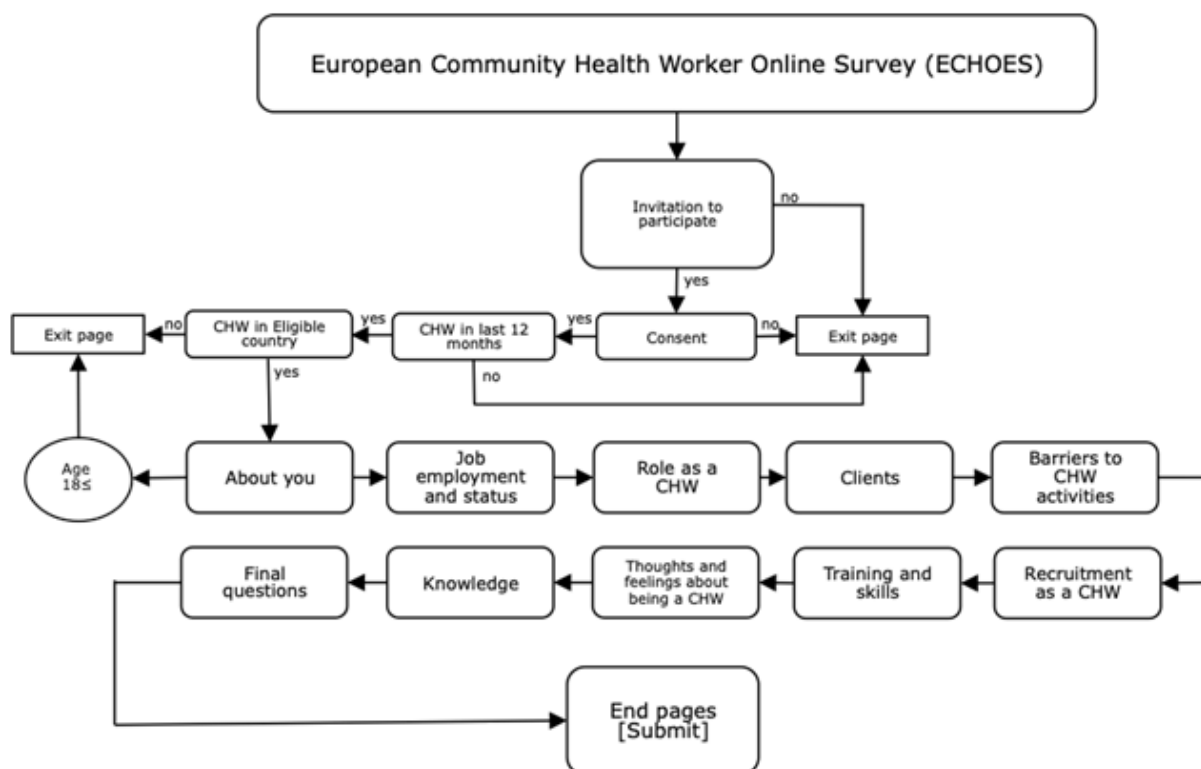 European Community Health Worker Online Survey (ECHOES)
Invitation to
participate
no
yes
Exit page
no
CHW in Eligible
country
yes
CHW in last 12
months
yes
Consent
no
Exit page
yes
no
Age
18≤
About you
Job
employment
and status
Role as a
CHW
Clients
Barriers to
CHW
activities
Final
questions
Knowledge
Thoughts and
feelings about
being a CHW
Training and
skills
Recruitment
as a CHW
End pages
[Submit]